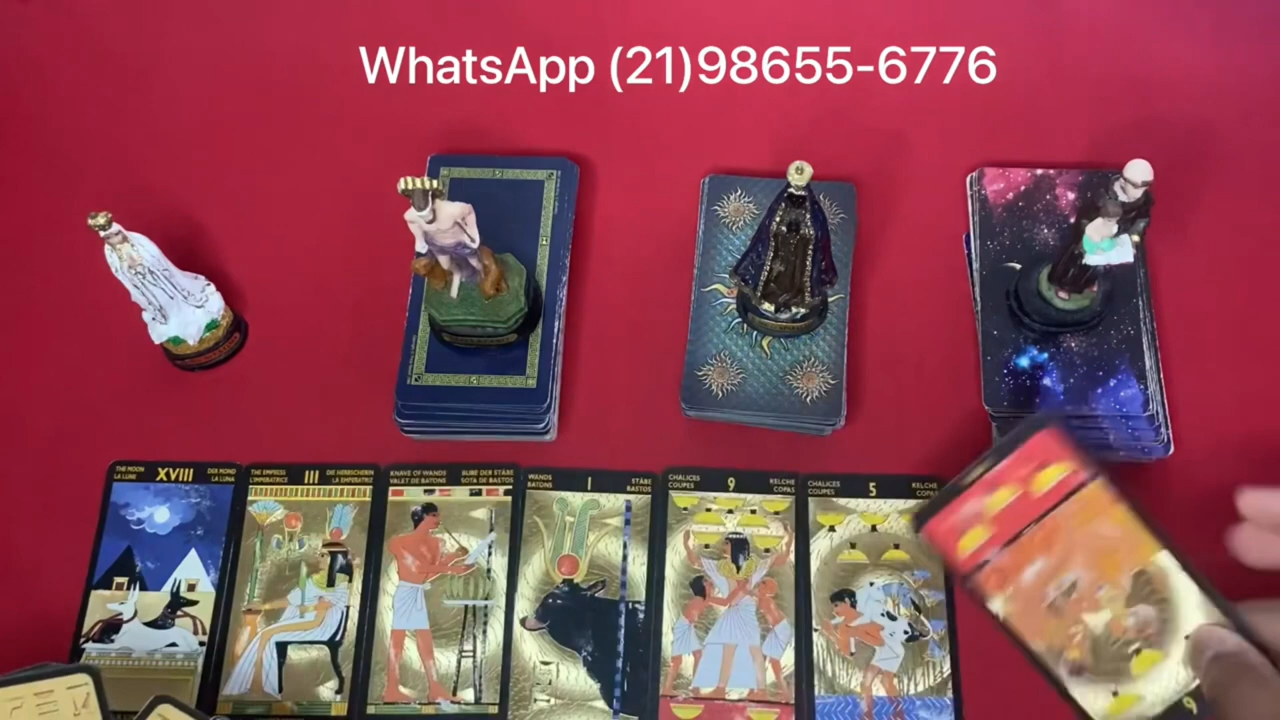 WhatsApp (21)98655-6776
THE MOON
LA LUNE
XVIII
DER MOND
LA LUNA
THE EMPRESS
L'IMPERATRICE
III
DIE HERRSCHERIN
LA EMPERATRIZ
KNAVE OF WANDS
VALET DE BATONS
BUBE DER STÄBE
SOTA DE BASTOS
WANDS
BATONS
I
STÄBE
BASTOS
CHALICES
COUPES
9
KELCHE
COPAS
CHALICES
COUPES
5
KELCHE